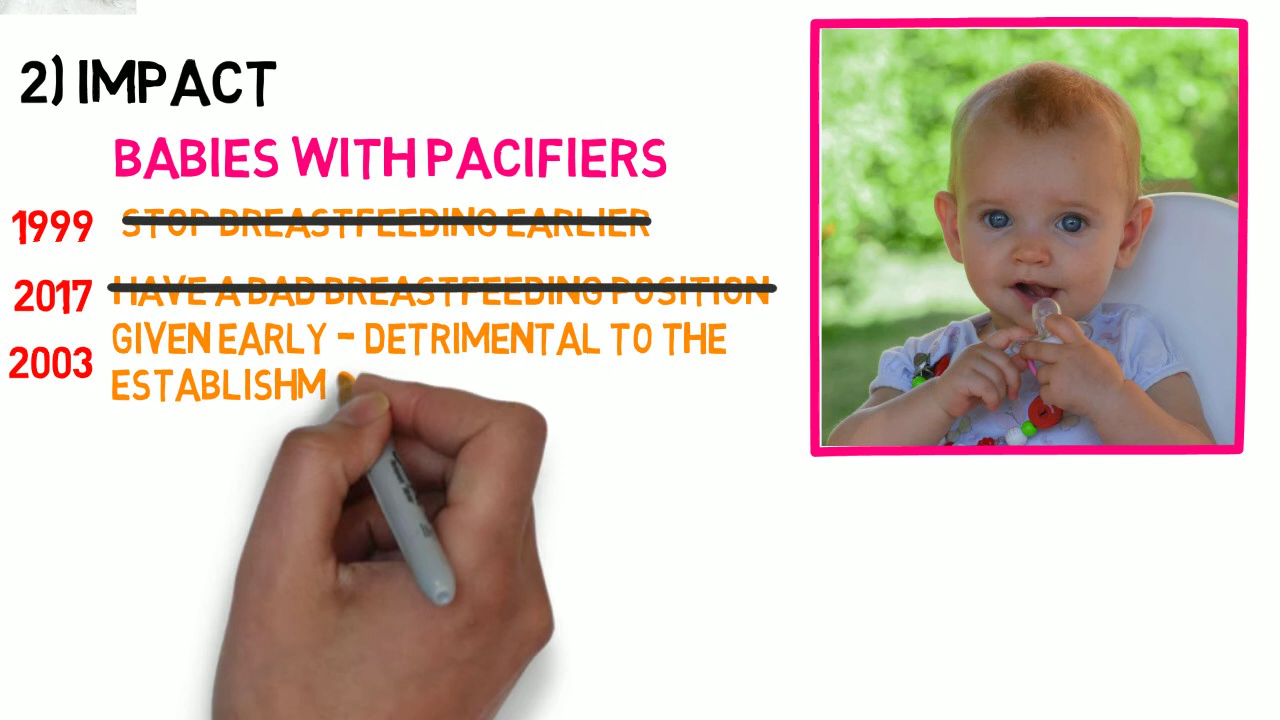 2) IMPACT
BABIES WITH PACIFIERS
1999 STOP BREASTFEEDING EARLIER
2017 HAVE A BAD BREASTFEEDING POSITION
2003 GIVEN EARLY - DETRIMENTAL TO THE
ESTABLISHM